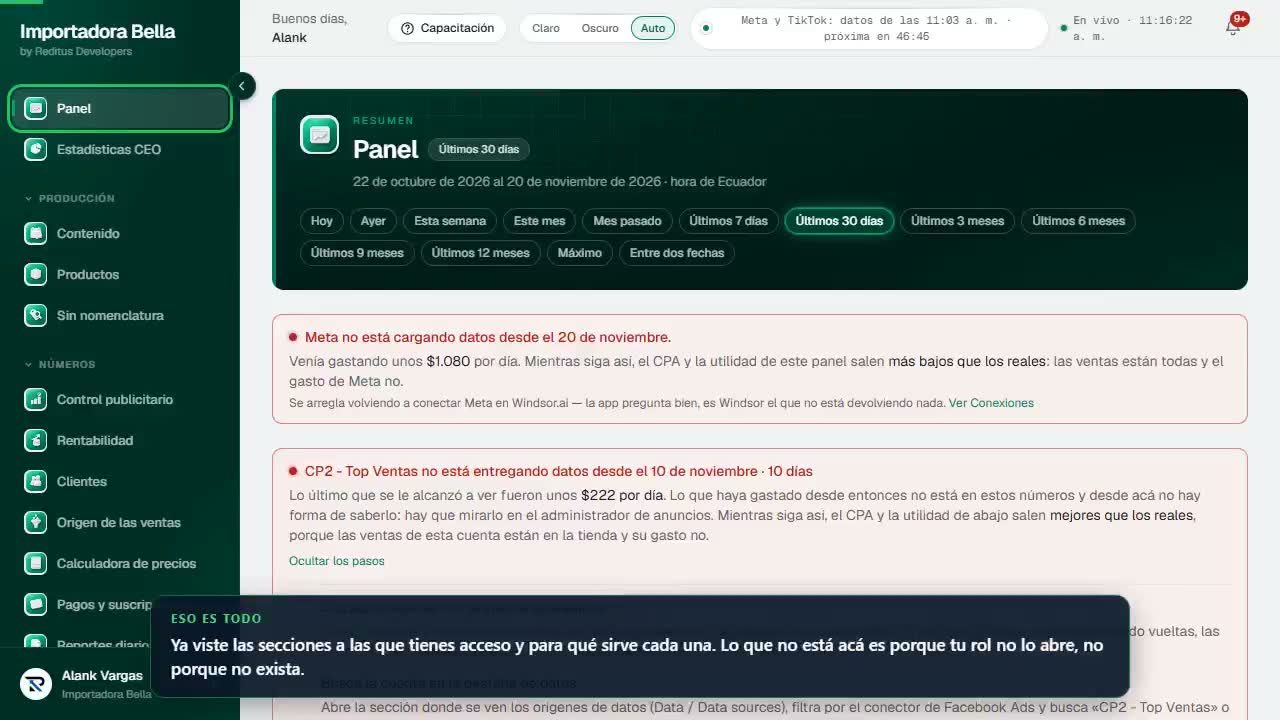 Importadora Bella
by Reditus Developers
Panel
Estadísticas CEO
PRODUCCIÓN
Contenido
Productos
Sin nomenclatura
NÚMEROS
Control publicitario
Rentabilidad
Clientes
Origen de las ventas
Calculadora de precios
Pagos y suscrip
Reportes diario
Alank Vargas
Importadora Bella
Buenos días,
Alank
Capacitación
Claro Oscuro Auto
Meta y TikTok: datos de las 11:03 a. m. ·
próxima en 46:45
En vivo · 11:16:22
a. m.
9+
RESUMEN
Panel Últimos 30 días
22 de octubre de 2026 al 20 de noviembre de 2026 · hora de Ecuador
Hoy Ayer Esta semana Este mes Mes pasado Últimos 7 días Últimos 30 días Últimos 3 meses Últimos 6 meses
Últimos 9 meses Últimos 12 meses Máximo Entre dos fechas
Meta no está cargando datos desde el 20 de noviembre.
Venía gastando unos $1.080 por día. Mientras siga así, el CPA y la utilidad de este panel salen más bajos que los reales: las ventas están todas y el
gasto de Meta no.
Se arregla volviendo a conectar Meta en Windsor.ai — la app pregunta bien, es Windsor el que no está devolviendo nada. Ver Conexiones
CP2 - Top Ventas no está entregando datos desde el 10 de noviembre · 10 días
Lo último que se le alcanzó a ver fueron unos $222 por día. Lo que haya gastado desde entonces no está en estos números y desde acá no hay
forma de saberlo: hay que mirarlo en el administrador de anuncios. Mientras siga así, el CPA y la utilidad de abajo salen mejores que los reales,
porque las ventas de esta cuenta están en la tienda y su gasto no.
Ocultar los pasos
do vueltas, las
ESO ES TODO
Ya viste las secciones a las que tienes acceso y para qué sirve cada una. Lo que no está acá es porque tu rol no lo abre, no
porque no exista.
Busca la cuenta en la pestaña de datos
Abre la sección donde se ven los orígenes de datos (Data / Data sources), filtra por el conector de Facebook Ads y busca «CP2 - Top Ventas» o